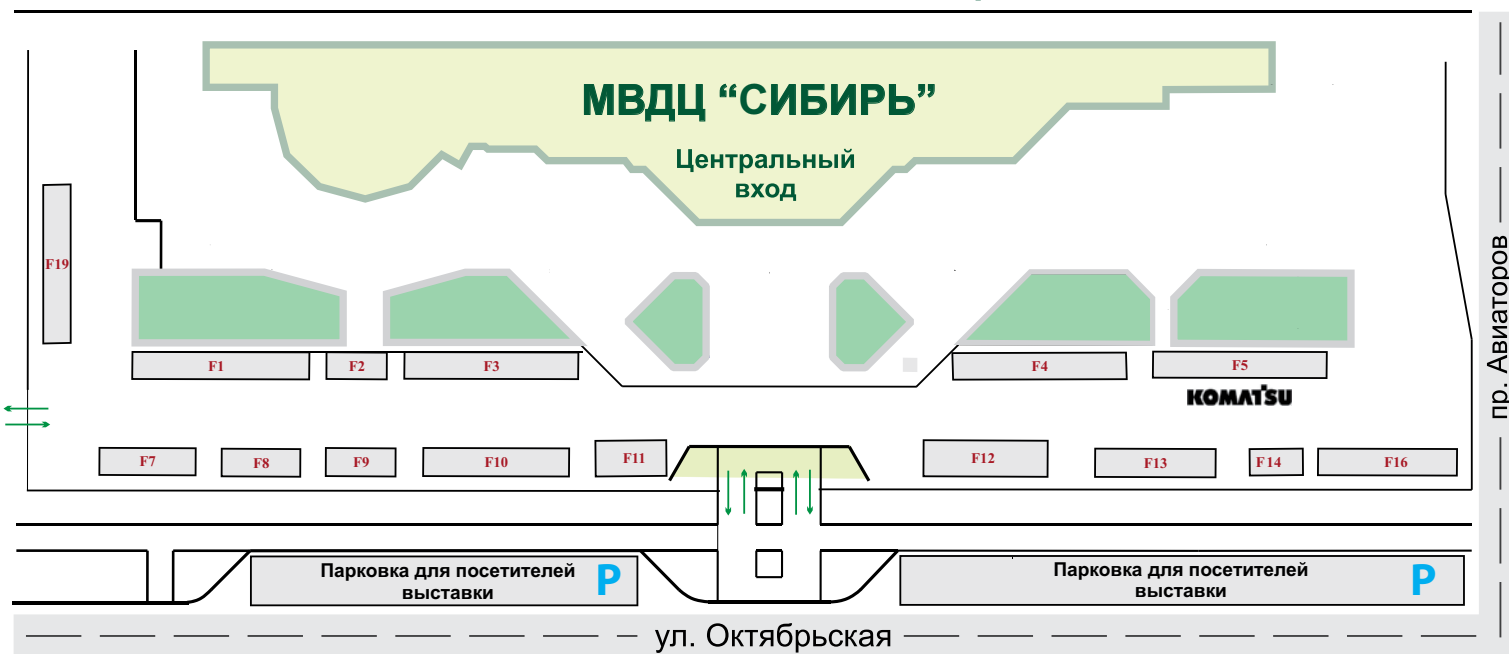 МВДЦ “СИБИРЬ”
Центральный
вход
F19
F1
F2
F3
F4
F5
KOMATSU
F7
F8
F9
F10
F11
F12
F13
F14
F16
Парковка для посетителей
выставки
P
Парковка для посетителей
выставки
P
ул. Октябрьская
пр. Авиаторов